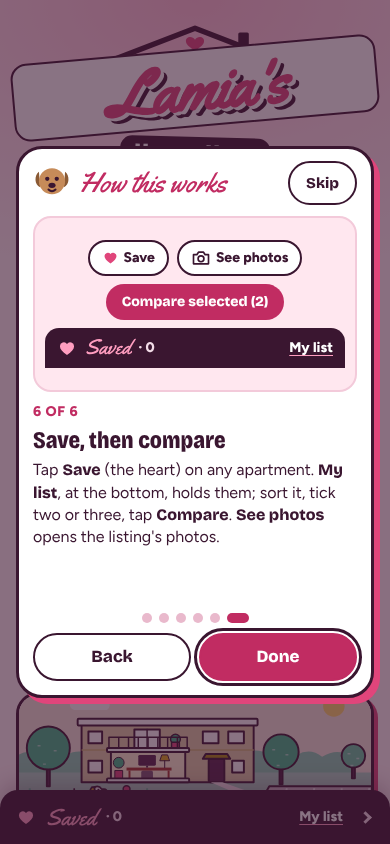 Lamia's
How this works
Skip
Save
See photos
Compare selected (2)
Saved · 0
My list
6 OF 6
Save, then compare
Tap Save (the heart) on any apartment. My
list, at the bottom, holds them; sort it, tick
two or three, tap Compare. See photos
opens the listing's photos.
Back
Done
Saved · 0
My list